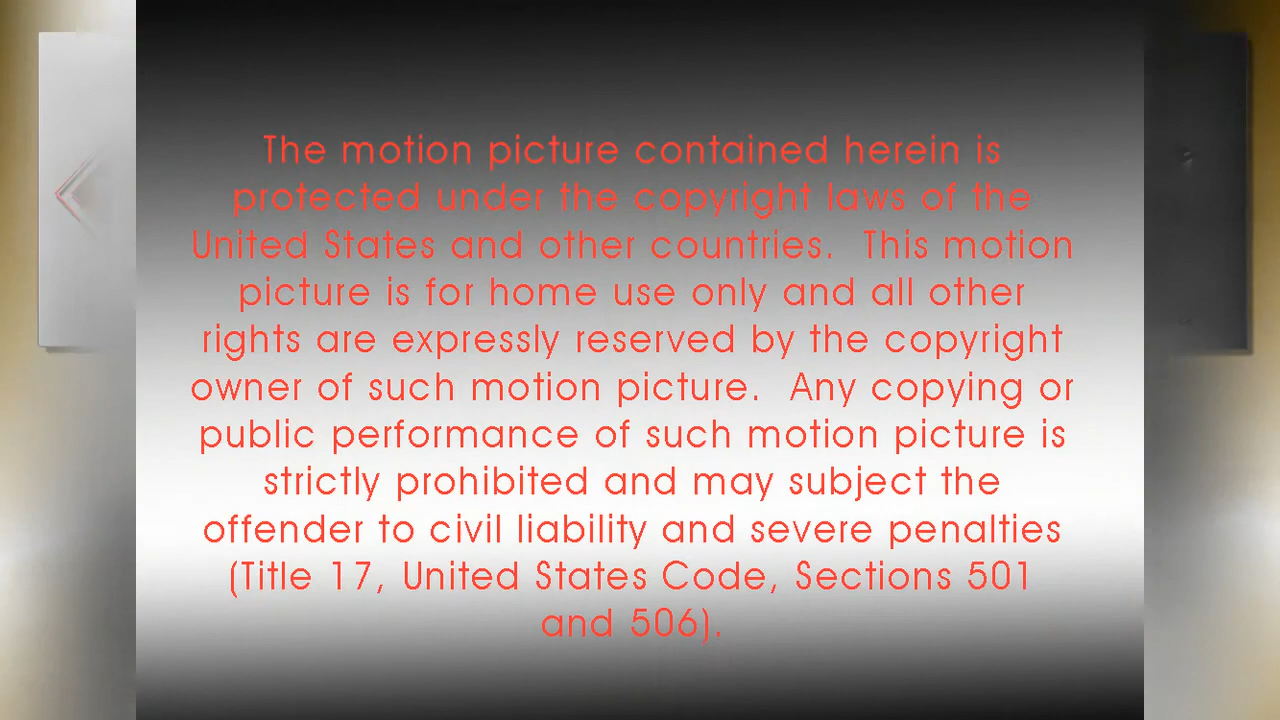 The motion picture contained herein is
protected under the copyright laws of the
United States and other countries.  This motion
picture is for home use only and all other
rights are expressly reserved by the copyright
owner of such motion picture.  Any copying or
public performance of such motion picture is
strictly prohibited and may subject the
offender to civil liability and severe penalties
(Title 17, United States Code, Sections 501
and 506).